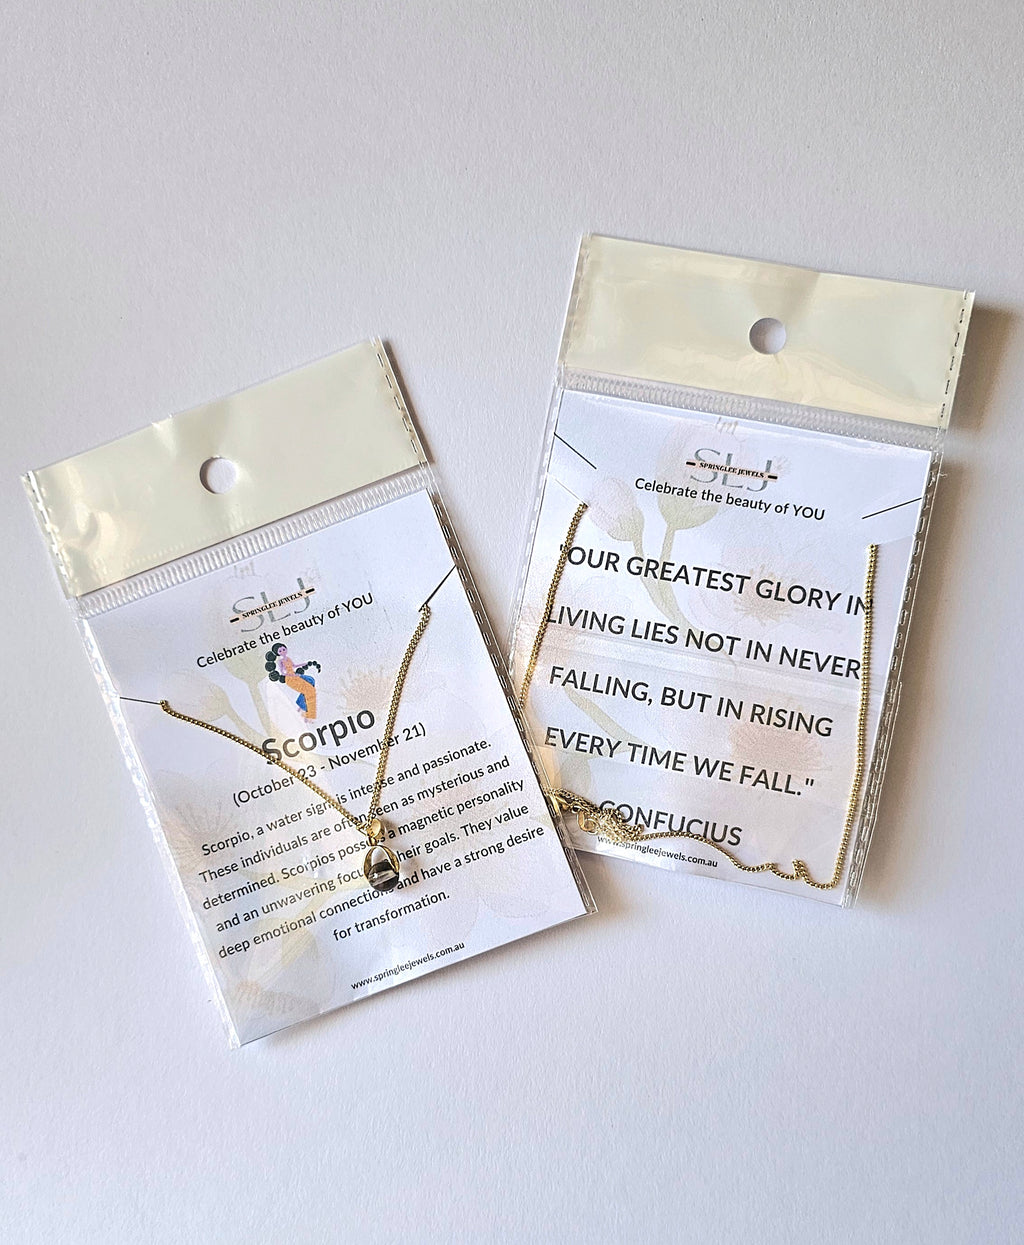 SLJ
SPRINGLEE JEWELS
Celebrate the beauty of YOU
Scorpio
(October 23 - November 21)
Scorpio, a water sign, is intense and passionate.
These individuals are often seen as mysterious and
determined. Scorpios possess a magnetic personality
and an unwavering focus their goals. They value
deep emotional connections and have a strong desire
for transformation.
www.springleejewels.com.au
SLJ
SPRINGLEE JEWELS
Celebrate the beauty of YOU
"OUR GREATEST GLORY IN
LIVING LIES NOT IN NEVER
FALLING, BUT IN RISING
EVERY TIME WE FALL."
CONFUCIUS
www.springleejewels.com.au